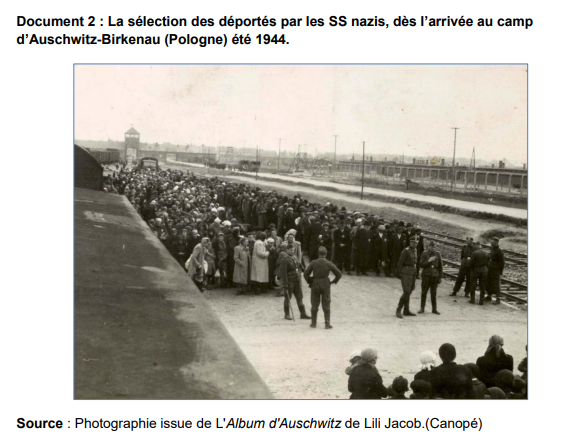 Document 2 : La sélection des déportés par les SS nazis, dès l’arrivée au camp
d’Auschwitz-Birkenau (Pologne) été 1944.
Source : Photographie issue de L'Album d'Auschwitz de Lili Jacob.(Canopé)